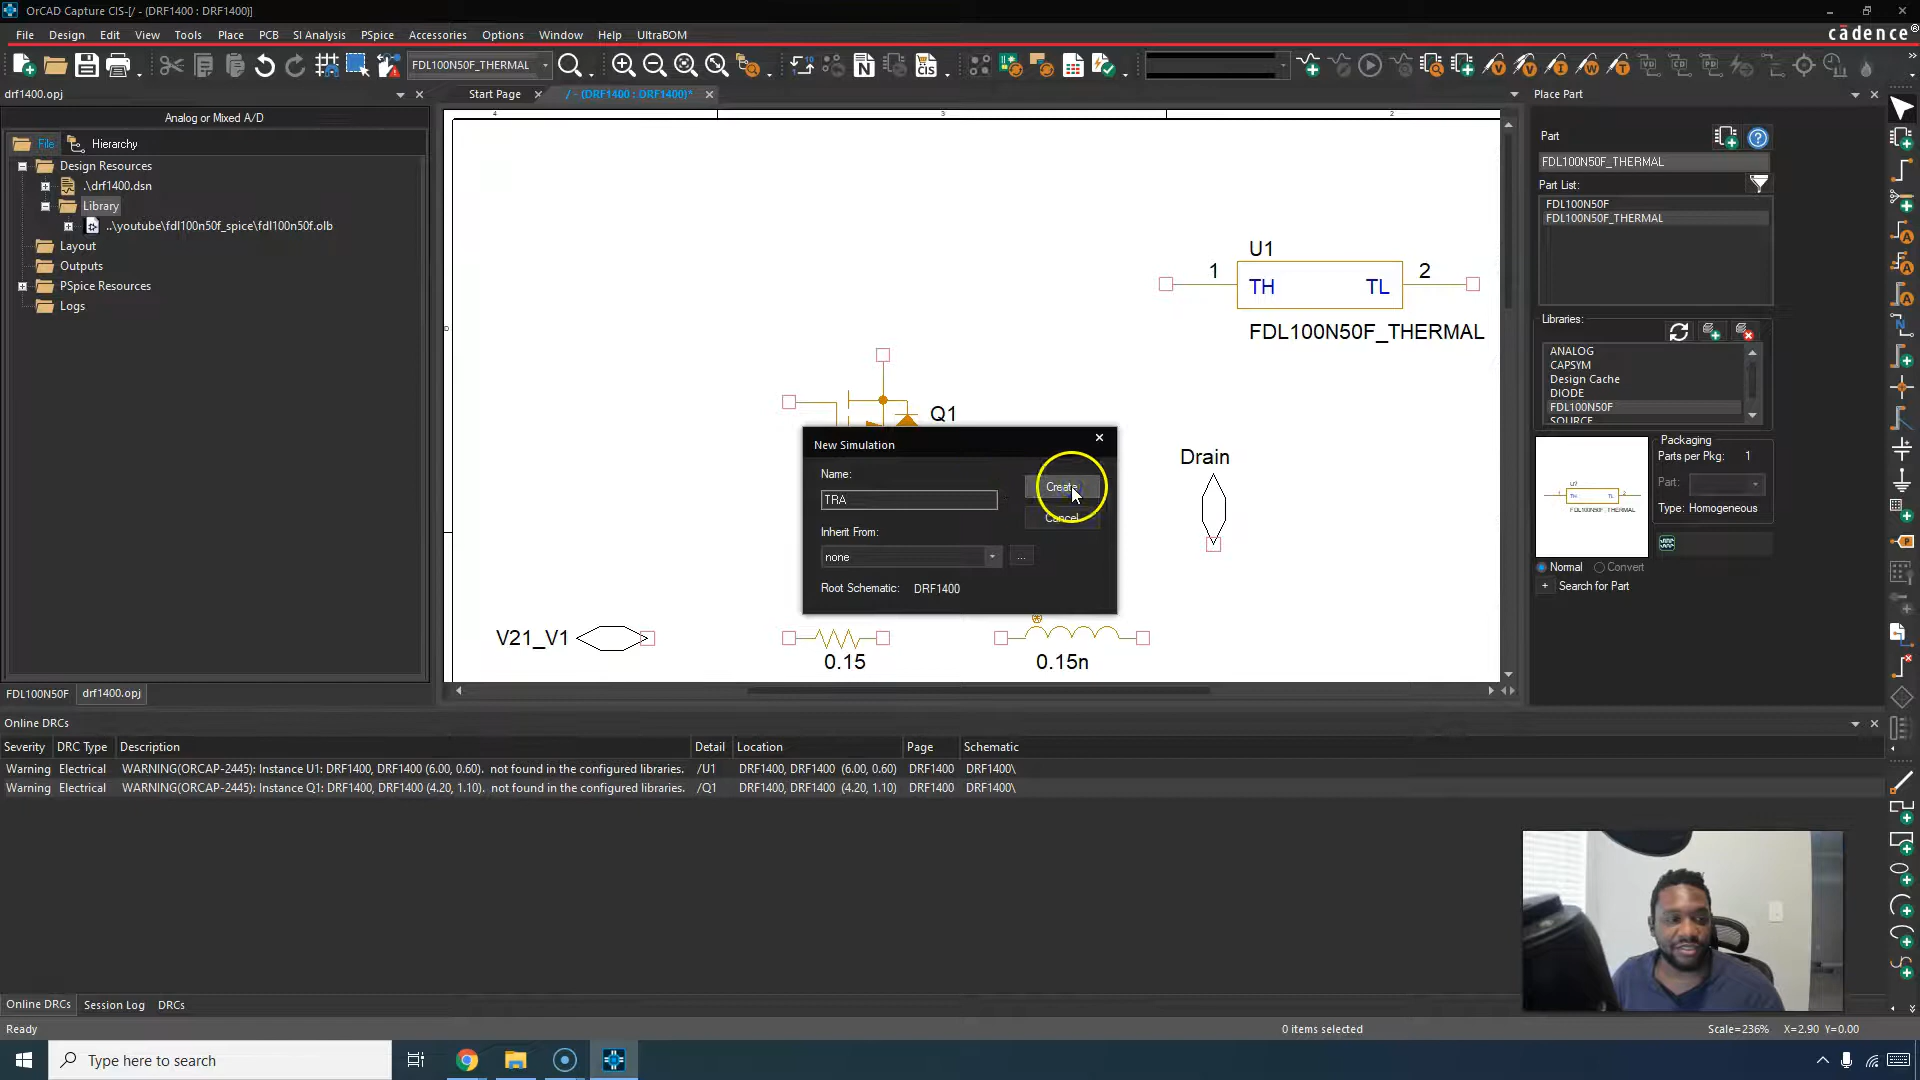 OrCAD Capture CIS-[/ - (DRF1400 : DRF1400)]
File Design Edit View Tools Place PCB SI Analysis PSpice Accessories Options Window Help UltraBOM
cādence®
FDL100N50F_THERMAL
drf1400.opj
Start Page
/ - (DRF1400 : DRF1400)*
Place Part
Analog or Mixed A/D
File Hierarchy
Design Resources
.\drf1400.dsn
Library
..\youtube\fdl100n50f_spice\fdl100n50f.olb
Layout
Outputs
PSpice Resources
Logs
FDL100N50F drf1400.opj
4 3 2
U1
1 2
TH TL
FDL100N50F_THERMAL
Q1
Drain
V21_V1
0.15
0.15n
New Simulation
Name:
TRA
Create
Cancel
Inherit From:
none
...
Root Schematic: DRF1400
Part
FDL100N50F_THERMAL
Part List:
FDL100N50F
FDL100N50F_THERMAL
Libraries:
ANALOG
CAPSYM
Design Cache
DIODE
FDL100N50F
SOURCE
Packaging
Parts per Pkg: 1
Part:
Type: Homogeneous
TH TL
FDL100N50F_THERMAL
Normal Convert
+ Search for Part
Online DRCs
Severity DRC Type Description Detail Location Page Schematic
Warning Electrical WARNING(ORCAP-2445): Instance U1: DRF1400, DRF1400 (6.00, 0.60). not found in the configured libraries. /U1 DRF1400, DRF1400 (6.00, 0.60) DRF1400 DRF1400\
Warning Electrical WARNING(ORCAP-2445): Instance Q1: DRF1400, DRF1400 (4.20, 1.10). not found in the configured libraries. /Q1 DRF1400, DRF1400 (4.20, 1.10) DRF1400 DRF1400\
Online DRCs Session Log DRCs
Ready
0 items selected
Scale=236% X=2.90 Y=0.00
Type here to search